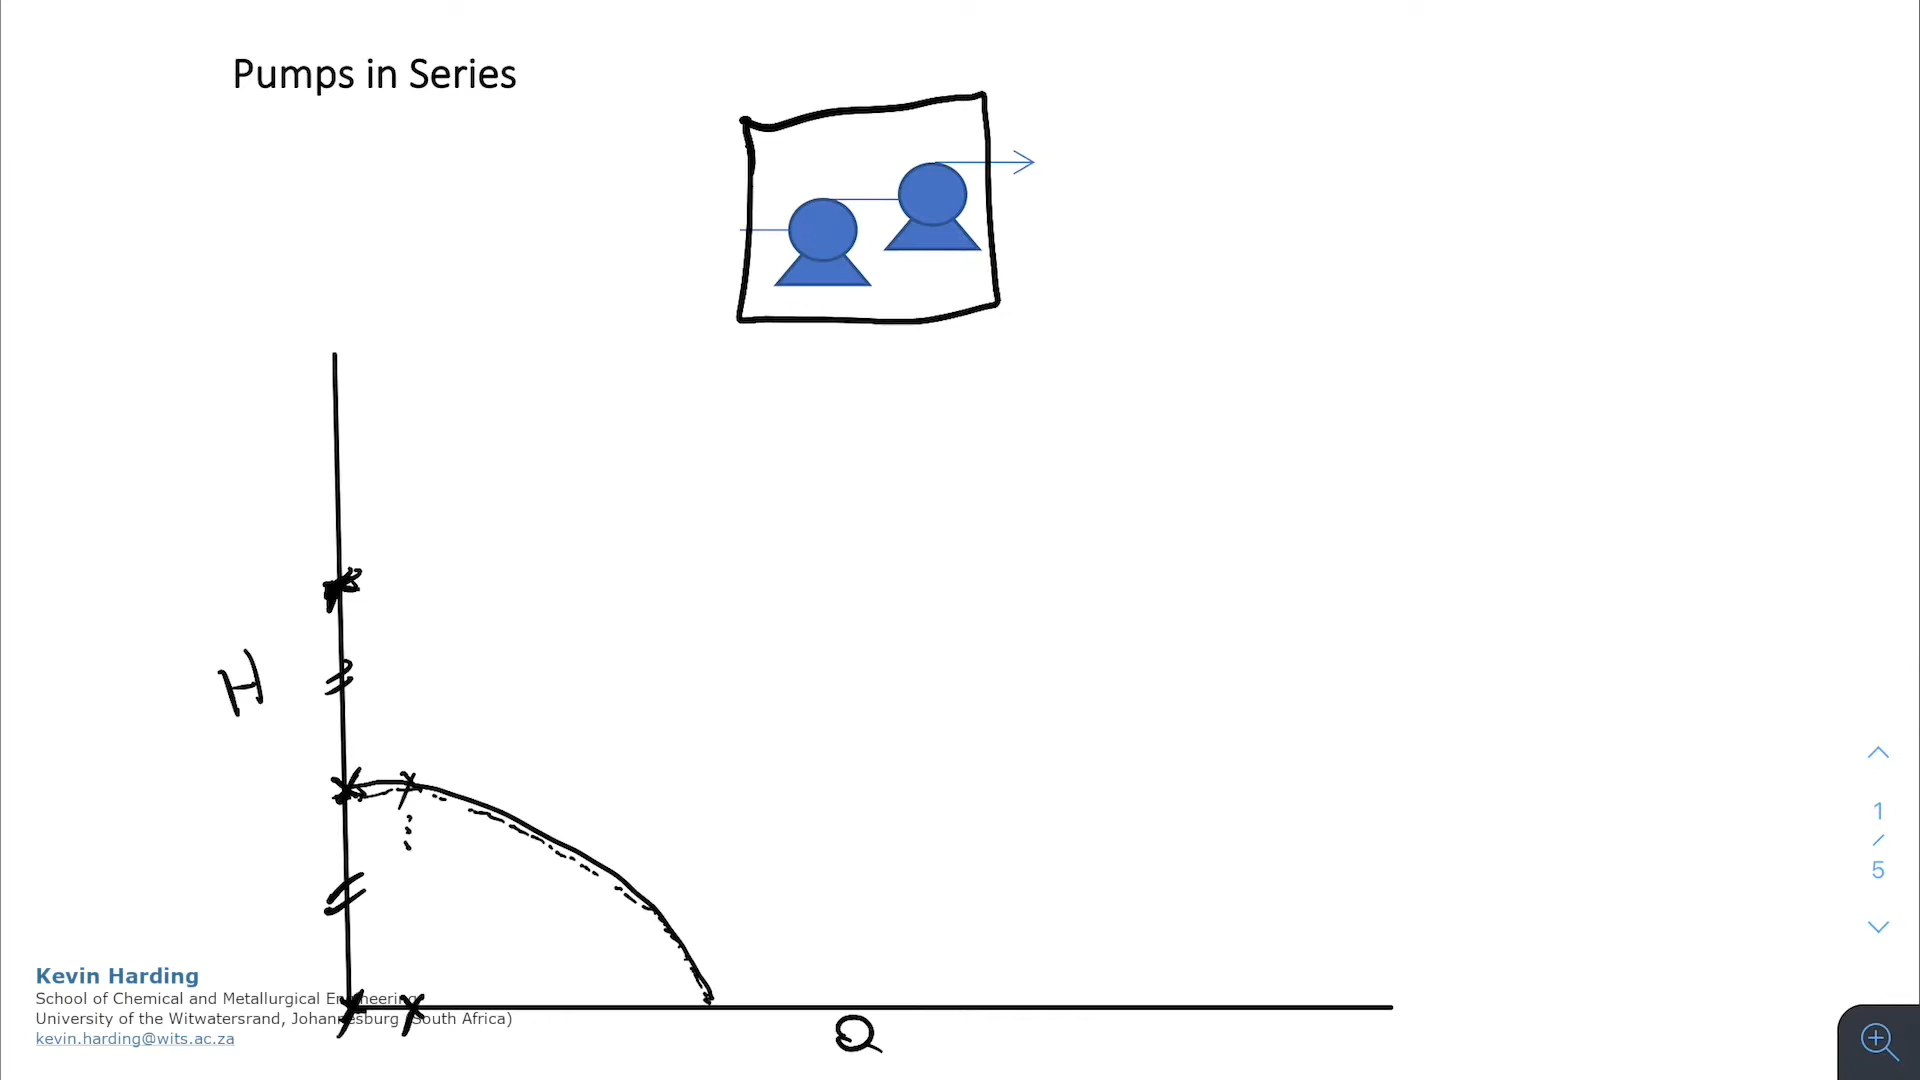 Pumps in Series
H
Kevin Harding
School of Chemical and Metallurgical Engineering
University of the Witwatersrand, Johannesburg (South Africa)
kevin.harding@wits.ac.za
Q
1
/
5